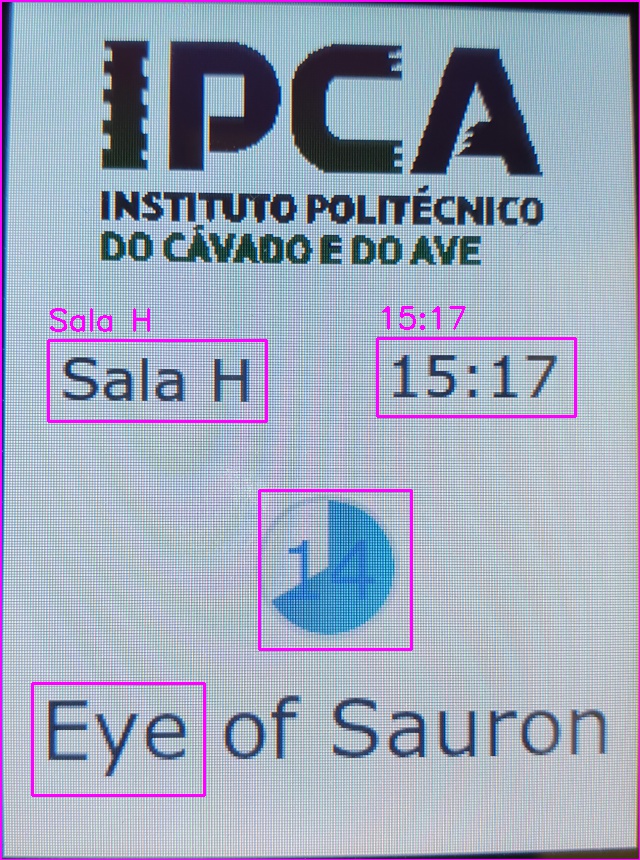 IPCA
INSTITUTO POLITÉCNICO
DO CÁVADO E DO AVE
Sala H 15:17
Sala H 15:17
14
Eye of Sauron